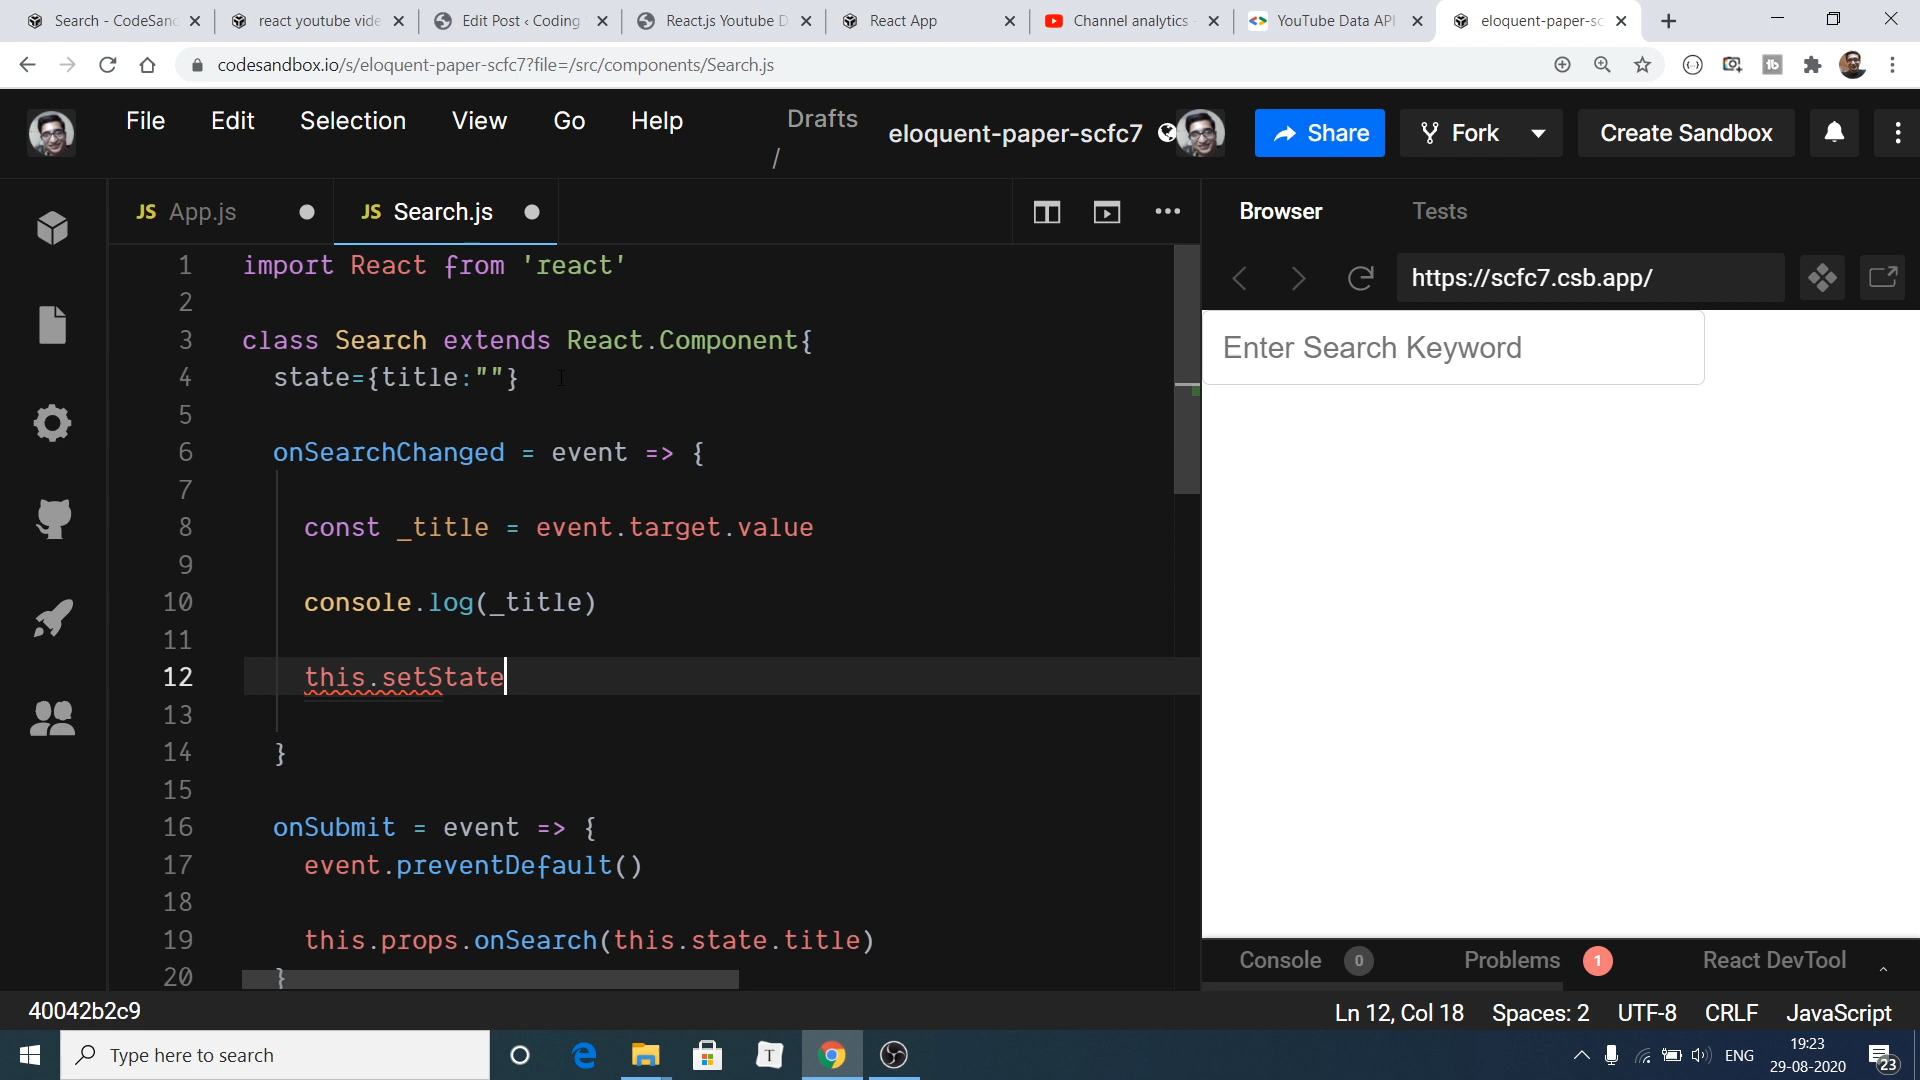 Search - CodeSan
react youtube vide
Edit Post ‹ Coding
React.js Youtube D
React App
Channel analytics -
YouTube Data API
eloquent-paper-sc
codesandbox.io/s/eloquent-paper-scfc7?file=/src/components/Search.js
File Edit Selection View Go Help
Drafts
/
eloquent-paper-scfc7
Share
Fork
Create Sandbox
JS App.js
JS Search.js
Browser
Tests
https://scfc7.csb.app/
1 import React from 'react'
2
3 class Search extends React.Component{
4 state={title:""}
5
6 onSearchChanged = event => {
7
8 const _title = event.target.value
9
10 console.log(_title)
11
12 this.setState
13
14 }
15
16 onSubmit = event => {
17 event.preventDefault()
18
19 this.props.onSearch(this.state.title)
20 }
Enter Search Keyword
Console 0
Problems 1
React DevTool
40042b2c9
Ln 12, Col 18
Spaces: 2
UTF-8
CRLF
JavaScript
Type here to search
T
ENG
19:23
29-08-2020
23